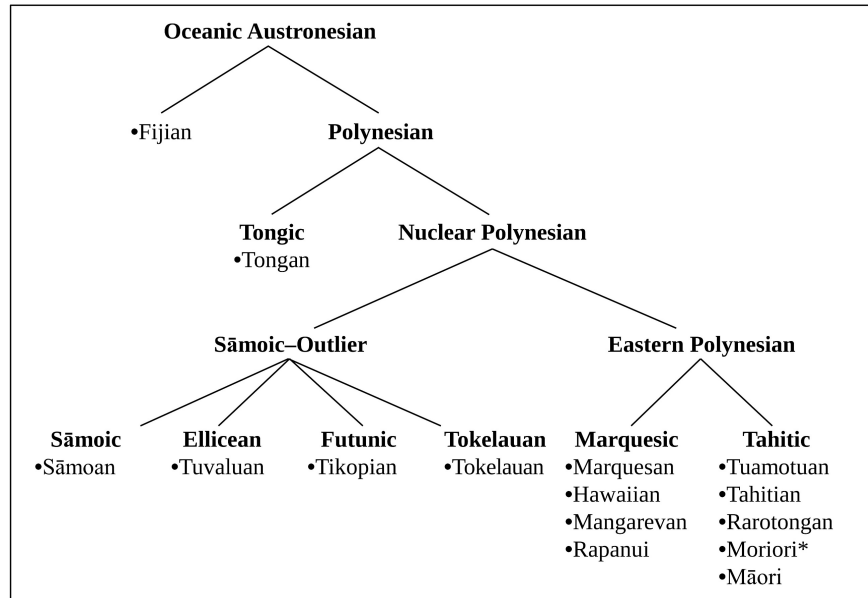 Oceanic Austronesian
•Fijian
Polynesian
Tongic
•Tongan
Nuclear Polynesian
Sāmoic–Outlier
Eastern Polynesian
Sāmoic
•Sāmoan
Ellicean
•Tuvaluan
Futunic
•Tikopian
Tokelauan
•Tokelauan
Marquesic
•Marquesan
•Hawaiian
•Mangarevan
•Rapanui
Tahitic
•Tuamotuan
•Tahitian
•Rarotongan
•Moriori*
•Māori